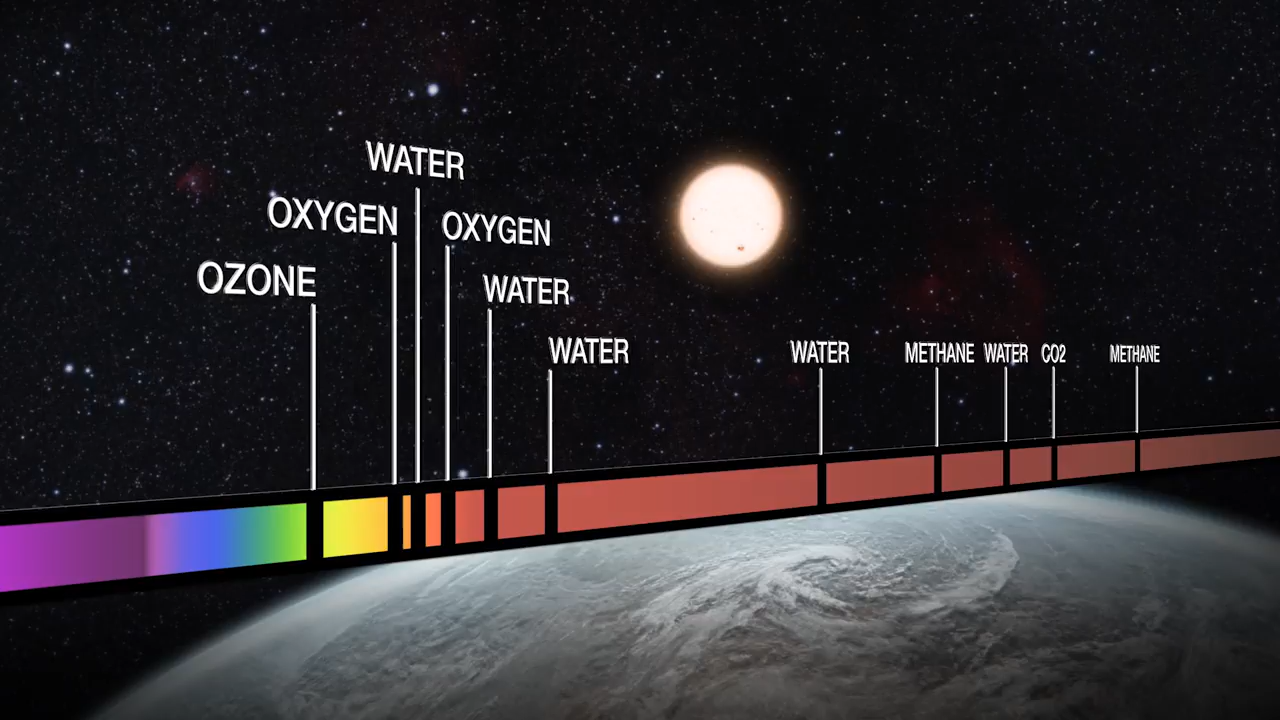 WATER
OXYGEN
OXYGEN
OZONE
WATER
WATER
WATER
METHANE
WATER
CO2
METHANE